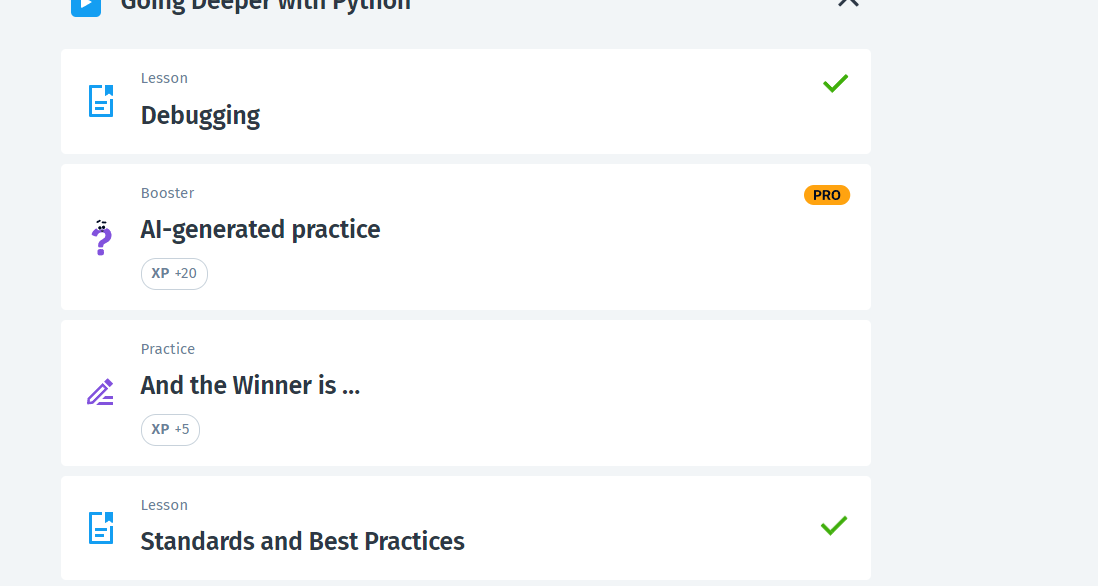 Going Deeper with Python
Lesson
Debugging
Booster
PRO
AI-generated practice
XP +20
Practice
And the Winner is ...
XP +5
Lesson
Standards and Best Practices